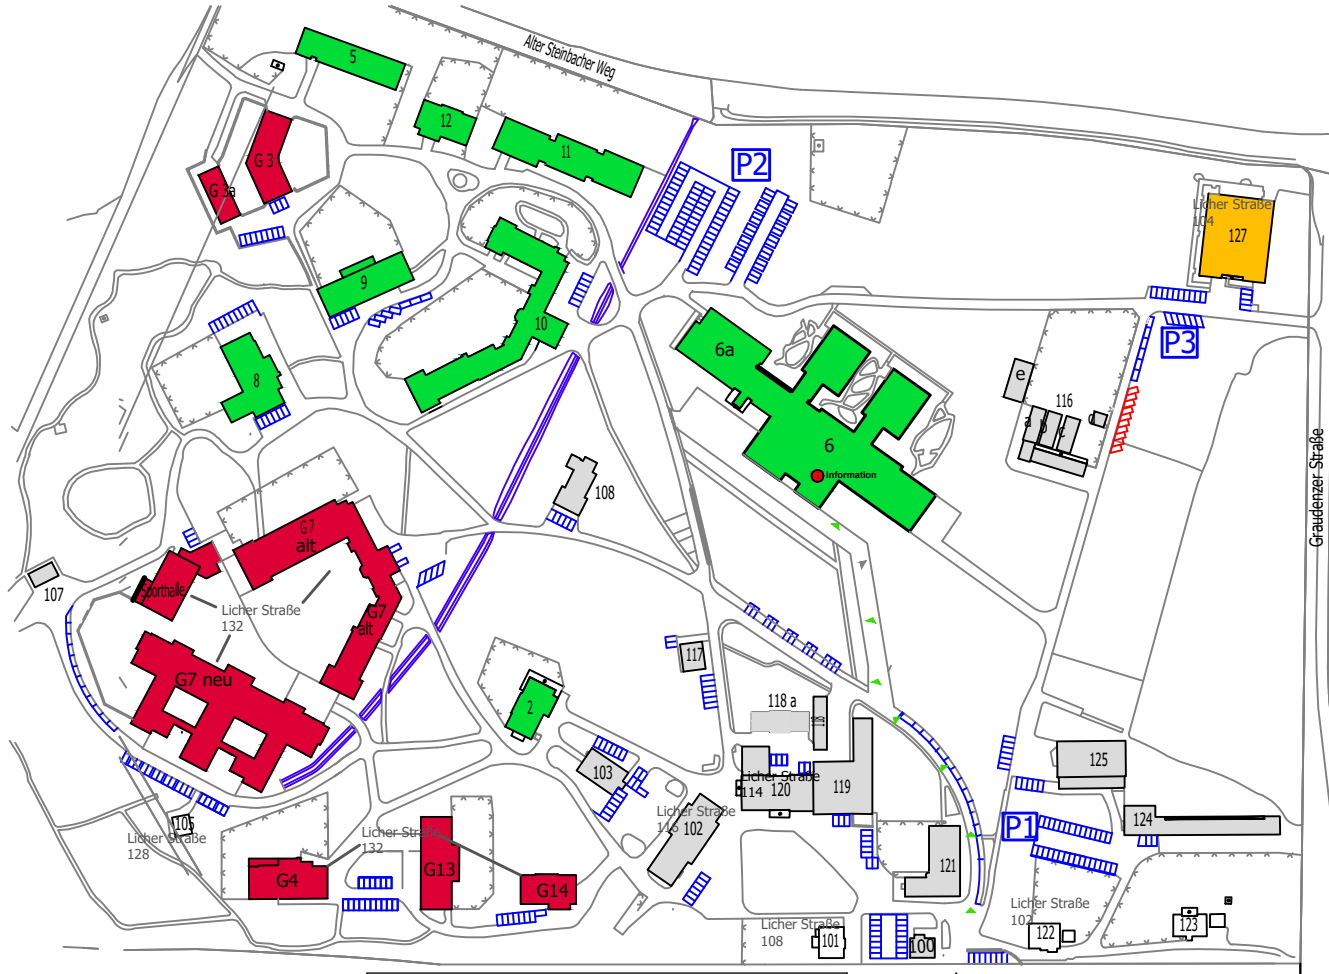 5
Alter Steinbacher Weg
12
11
P2
G 3
G 3a
Licher Straße
104
127
9
10
6a
P3
8
e
116
a
b
c
d
6
Information
Graudenzer Straße
108
G7
alt
107
Sporthalle
Licher Straße
132
G7
alt
117
G7 neu
2
118 a
118
103
Licher Straße
114
120
119
125
Licher Straße
116
102
P1
124
105
Licher Straße
128
Licher Straße
132
G4
G13
G14
121
Licher Straße
102
Licher Straße
108
101
100
122
123